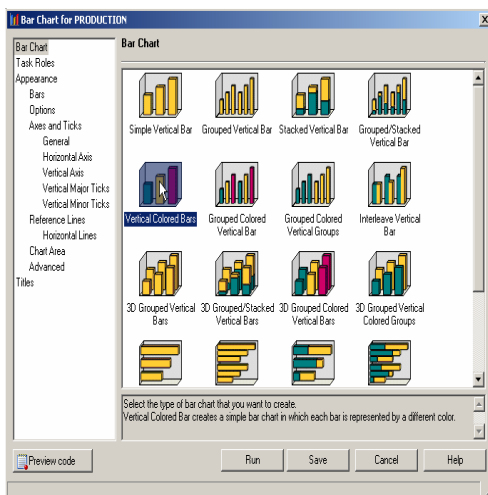 Bar Chart for PRODUCTION
X
Bar Chart
Task Roles
Appearance
Bars
Options
Axes and Ticks
General
Horizontal Axis
Vertical Axis
Vertical Major Ticks
Vertical Minor Ticks
Reference Lines
Horizontal Lines
Chart Area
Advanced
Titles
Bar Chart
Simple Vertical Bar
Grouped Vertical Bar
Stacked Vertical Bar
Grouped/Stacked
Vertical Bar
Vertical Colored Bars
Grouped Colored
Vertical Bar
Grouped Colored
Vertical Groups
Interleave Vertical
Bar
3D Grouped Vertical
Bars
3D Grouped/Stacked
Vertical Bars
3D Grouped Colored
Vertical Bars
3D Grouped Vertical
Colored Groups
Select the type of bar chart that you want to create.
Vertical Colored Bar creates a simple bar chart in which each bar is represented by a different color.
Preview code
Run
Save
Cancel
Help